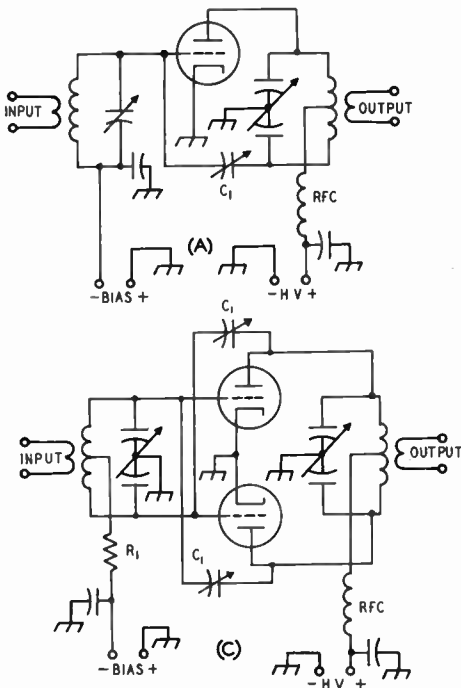 INPUT
OUTPUT
C1
RFC
(A)
-BIAS+
-HV+
C1
INPUT
OUTPUT
R1
C1
RFC
(C)
-BIAS+
-HV+